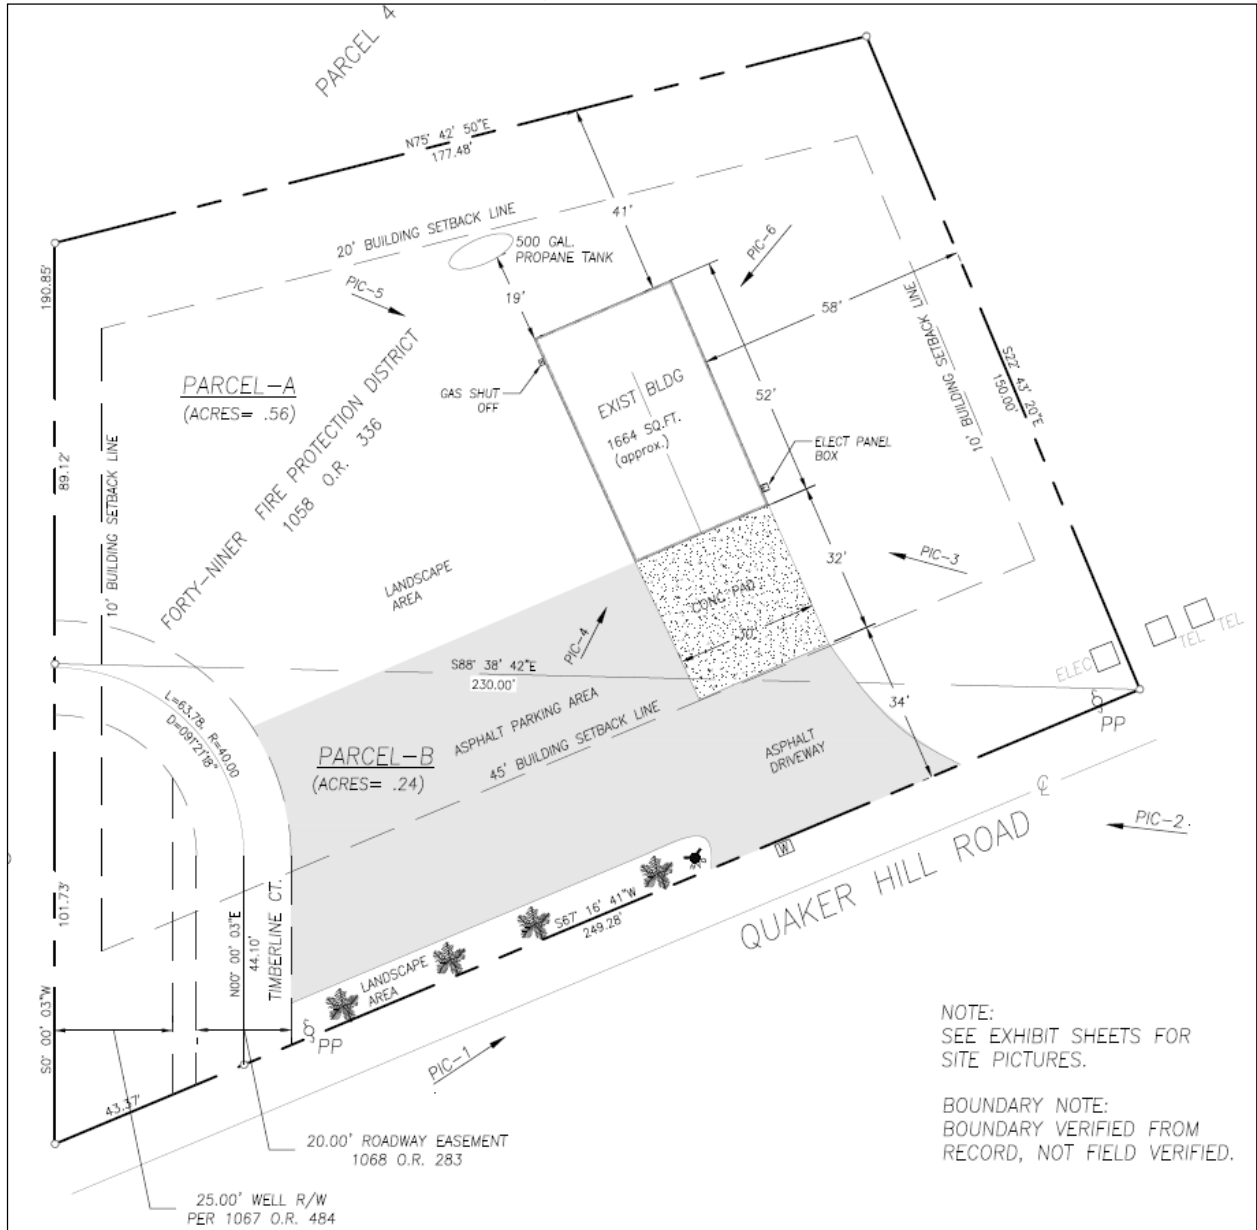 PARCEL 4
N75' 42' 50"E
177.48'
20' BUILDING SETBACK LINE
500 GAL.
PROPANE TANK
41'
PIC-6
PIC-5
19'
58'
190.85'
10' BUILDING SETBACK LINE
S22' 43' 20"E
150.00'
PARCEL-A
(ACRES= .56)
FORTY-NINER FIRE PROTECTION DISTRICT
1058 O.R. 336
GAS SHUT
OFF
EXIST BLDG
1664 SQ.FT.
(approx.)
52'
ELECT PANEL
BOX
89.12'
10' BUILDING SETBACK LINE
LANDSCAPE
AREA
32'
PIC-3
CONC PAD
30'
PIC-4
S88' 38' 42"E
230.00'
TEL
TEL
ELEC
PP
34'
L=63.78, R=40.00
D=091'21'18"
ASPHALT PARKING AREA
PARCEL-B
(ACRES= .24)
45' BUILDING SETBACK LINE
ASPHALT
DRIVEWAY
PIC-2.
W
QUAKER HILL ROAD
101.73'
N00' 00' 03"E
44.10'
TIMBERLINE CT.
S67' 16' 41"W
249.28'
LANDSCAPE
AREA
S0' 00' 03"W
PP
PIC-1
43.37'
20.00' ROADWAY EASEMENT
1068 O.R. 283
25.00' WELL R/W
PER 1067 O.R. 484
NOTE:
SEE EXHIBIT SHEETS FOR
SITE PICTURES.
BOUNDARY NOTE:
BOUNDARY VERIFIED FROM
RECORD, NOT FIELD VERIFIED.